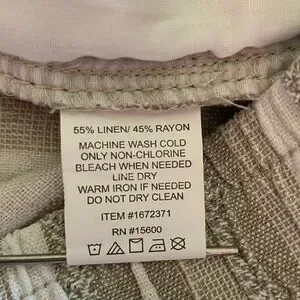 55% LINEN/ 45% RAYON
MACHINE WASH COLD
ONLY NON-CHLORINE
BLEACH WHEN NEEDED
LINE DRY
WARM IRON IF NEEDED
DO NOT DRY CLEAN
ITEM #1672371
RN #15600